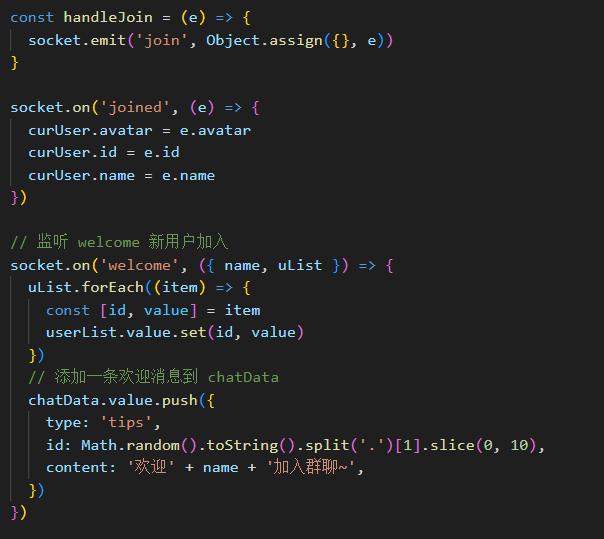 const handleJoin = (e) => {
  socket.emit('join', Object.assign({}, e))
}

socket.on('joined', (e) => {
  curUser.avatar = e.avatar
  curUser.id = e.id
  curUser.name = e.name
})

// 监听 welcome 新用户加入
socket.on('welcome', ({ name, uList }) => {
  uList.forEach((item) => {
    const [id, value] = item
    userList.value.set(id, value)
  })
  // 添加一条欢迎消息到 chatData
  chatData.value.push({
    type: 'tips',
    id: Math.random().toString().split('.')[1].slice(0, 10),
    content: '欢迎' + name + '加入群聊~',
  })
})